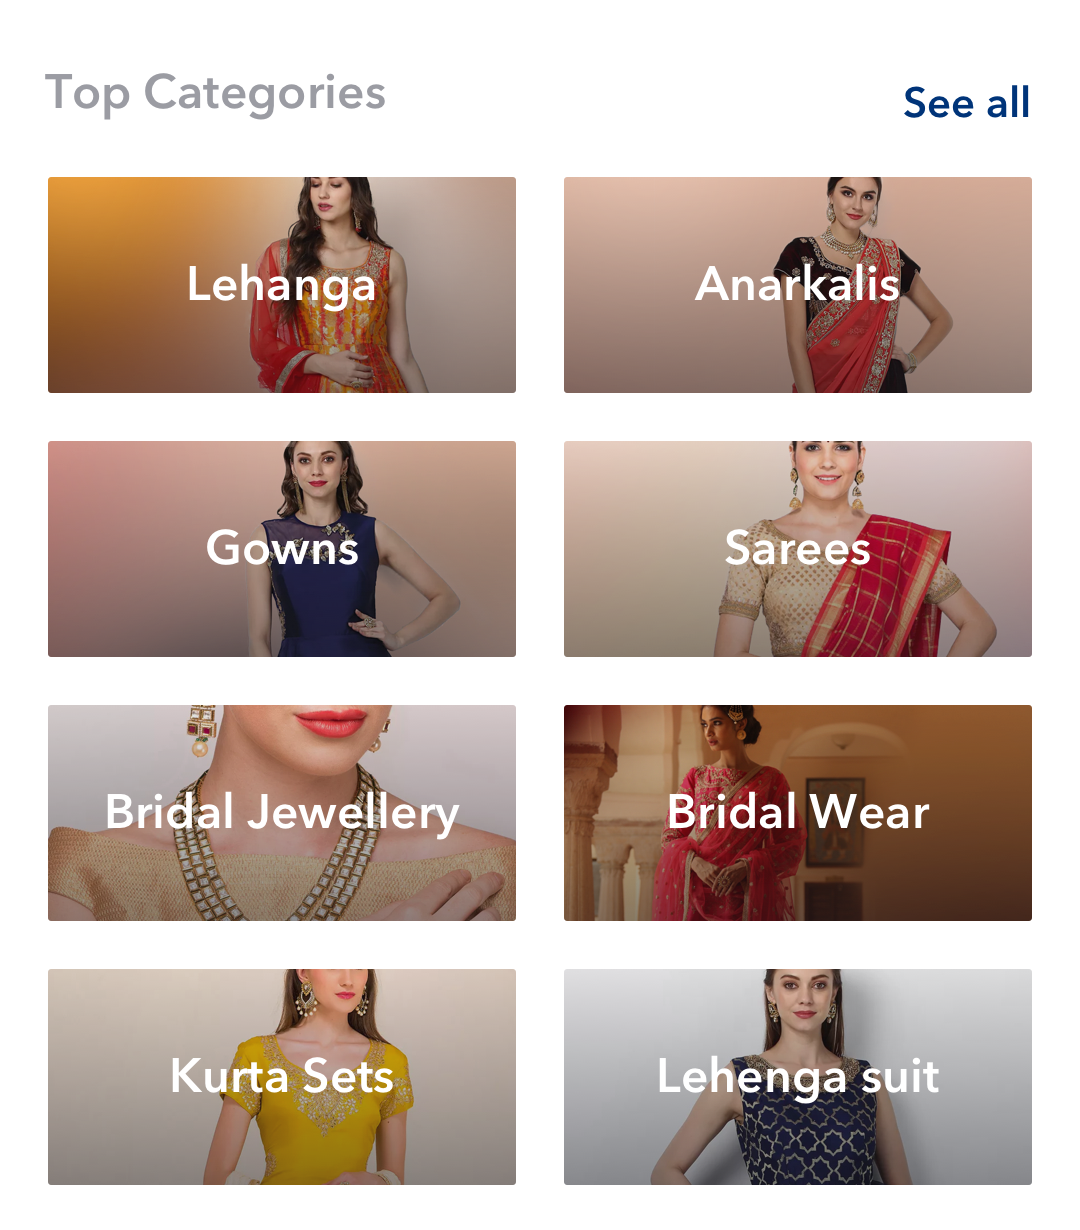 Top Categories
See all
Lehanga
Anarkalis
Gowns
Sarees
Bridal Jewellery
Bridal Wear
Kurta Sets
Lehenga suit